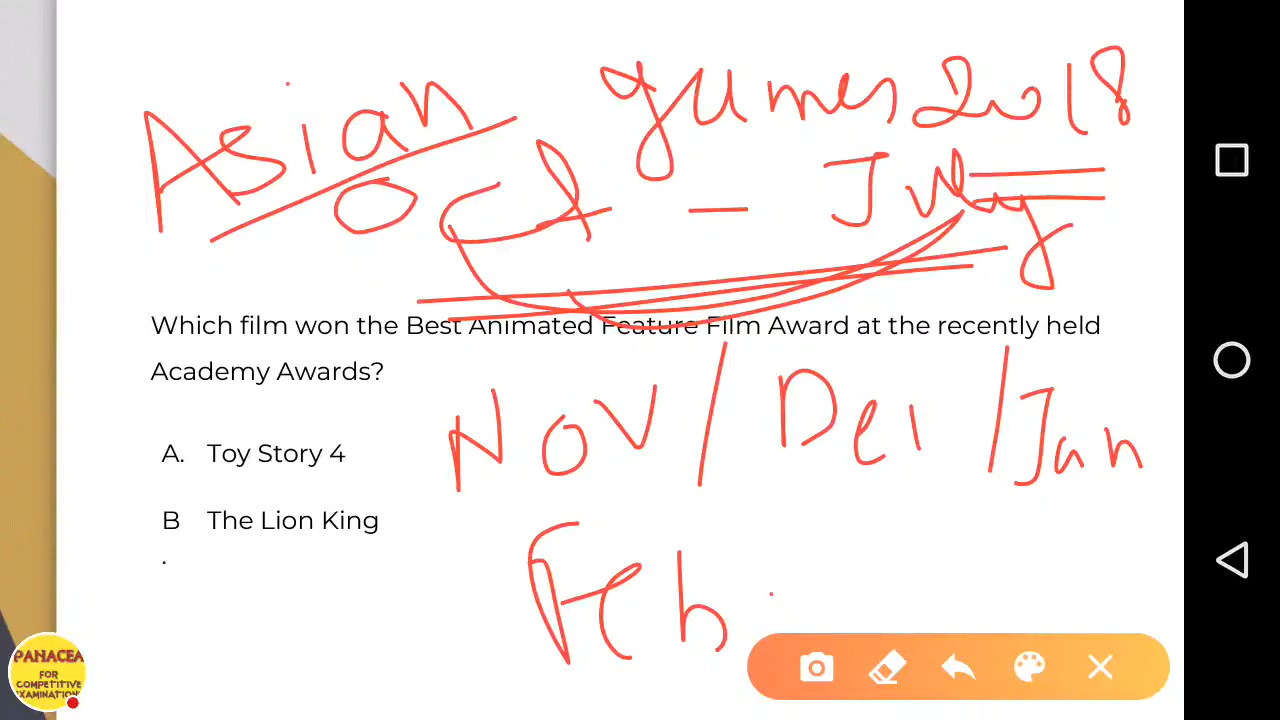 Asian games 2018
Oct - July
Which film won the Best Animated Feature Film Award at the recently held
Academy Awards?
Nov / Dec / Jan
A. Toy Story 4
B The Lion King
.
Feb
PANACEA
FOR
COMPETITIVE
EXAMINATION